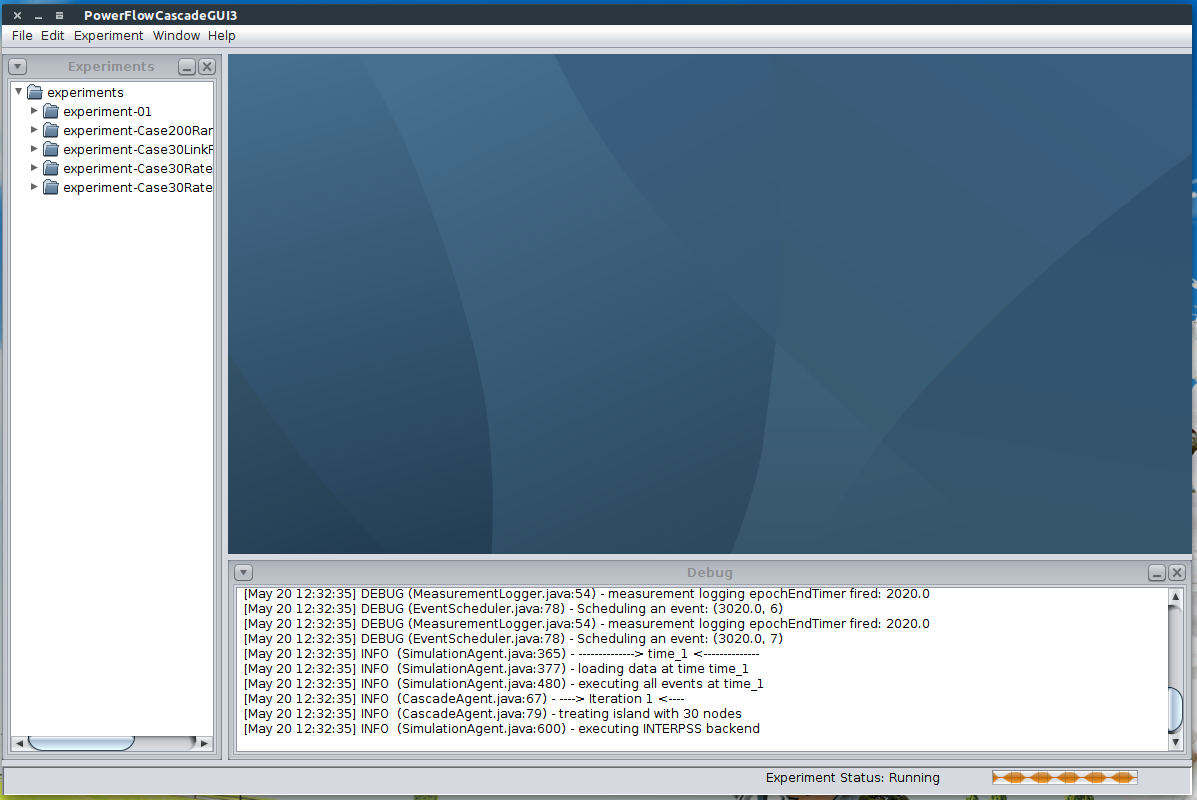 PowerFlowCascadeGUI3
File Edit Experiment Window Help
Experiments
experiments
experiment-01
experiment-Case200Rar
experiment-Case30LinkF
experiment-Case30Rate
experiment-Case30Rate
Debug
[May 20 12:32:35] DEBUG (MeasurementLogger.java:54) - measurement logging epochEndTimer fired: 2020.0
[May 20 12:32:35] DEBUG (EventScheduler.java:78) - Scheduling an event: (3020.0, 6)
[May 20 12:32:35] DEBUG (MeasurementLogger.java:54) - measurement logging epochEndTimer fired: 2020.0
[May 20 12:32:35] DEBUG (EventScheduler.java:78) - Scheduling an event: (3020.0, 7)
[May 20 12:32:35] INFO  (SimulationAgent.java:365) - --------------> time_1 <--------------
[May 20 12:32:35] INFO  (SimulationAgent.java:377) - loading data at time time_1
[May 20 12:32:35] INFO  (SimulationAgent.java:480) - executing all events at time_1
[May 20 12:32:35] INFO  (CascadeAgent.java:67) - ----> Iteration 1 <----
[May 20 12:32:35] INFO  (CascadeAgent.java:79) - treating island with 30 nodes
[May 20 12:32:35] INFO  (SimulationAgent.java:600) - executing INTERPSS backend
Experiment Status: Running